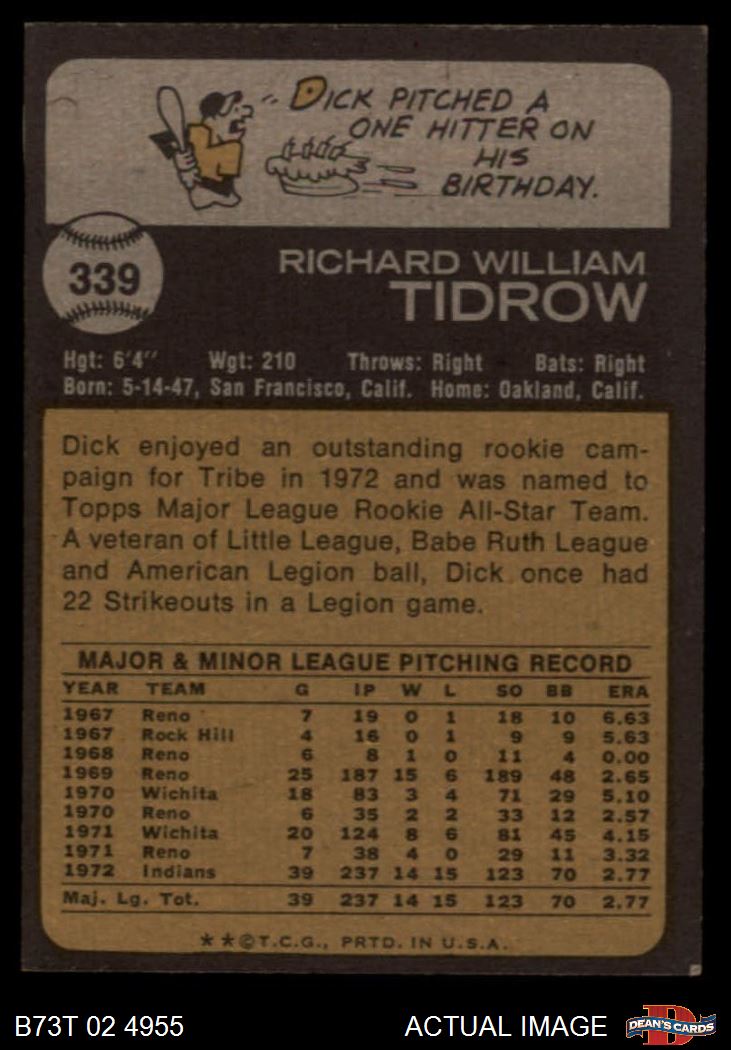 DICK PITCHED A
ONE HITTER ON
HIS
BIRTHDAY.
339
RICHARD WILLIAM
TIDROW
Hgt: 6'4" Wgt: 210 Throws: Right Bats: Right
Born: 5-14-47, San Francisco, Calif. Home: Oakland, Calif.
Dick enjoyed an outstanding rookie cam-
paign for Tribe in 1972 and was named to
Topps Major League Rookie All-Star Team.
A veteran of Little League, Babe Ruth League
and American Legion ball, Dick once had
22 Strikeouts in a Legion game.
MAJOR & MINOR LEAGUE PITCHING RECORD
YEAR TEAM G IP W L SO BB ERA
1967 Reno 7 19 0 1 18 10 6.63
1967 Rock Hill 4 16 0 1 9 9 5.63
1968 Reno 6 8 1 0 11 4 0.00
1969 Reno 25 187 15 6 189 48 2.65
1970 Wichita 18 83 3 4 71 29 5.10
1970 Reno 6 35 2 2 33 12 2.57
1971 Wichita 20 124 8 6 81 45 4.15
1971 Reno 7 38 4 0 29 11 3.32
1972 Indians 39 237 14 15 123 70 2.77
Maj. Lg. Tot. 39 237 14 15 123 70 2.77
**©T.C.G., PRTD. IN U.S.A.
B73T 02 4955 ACTUAL IMAGE DEAN'S CARDS